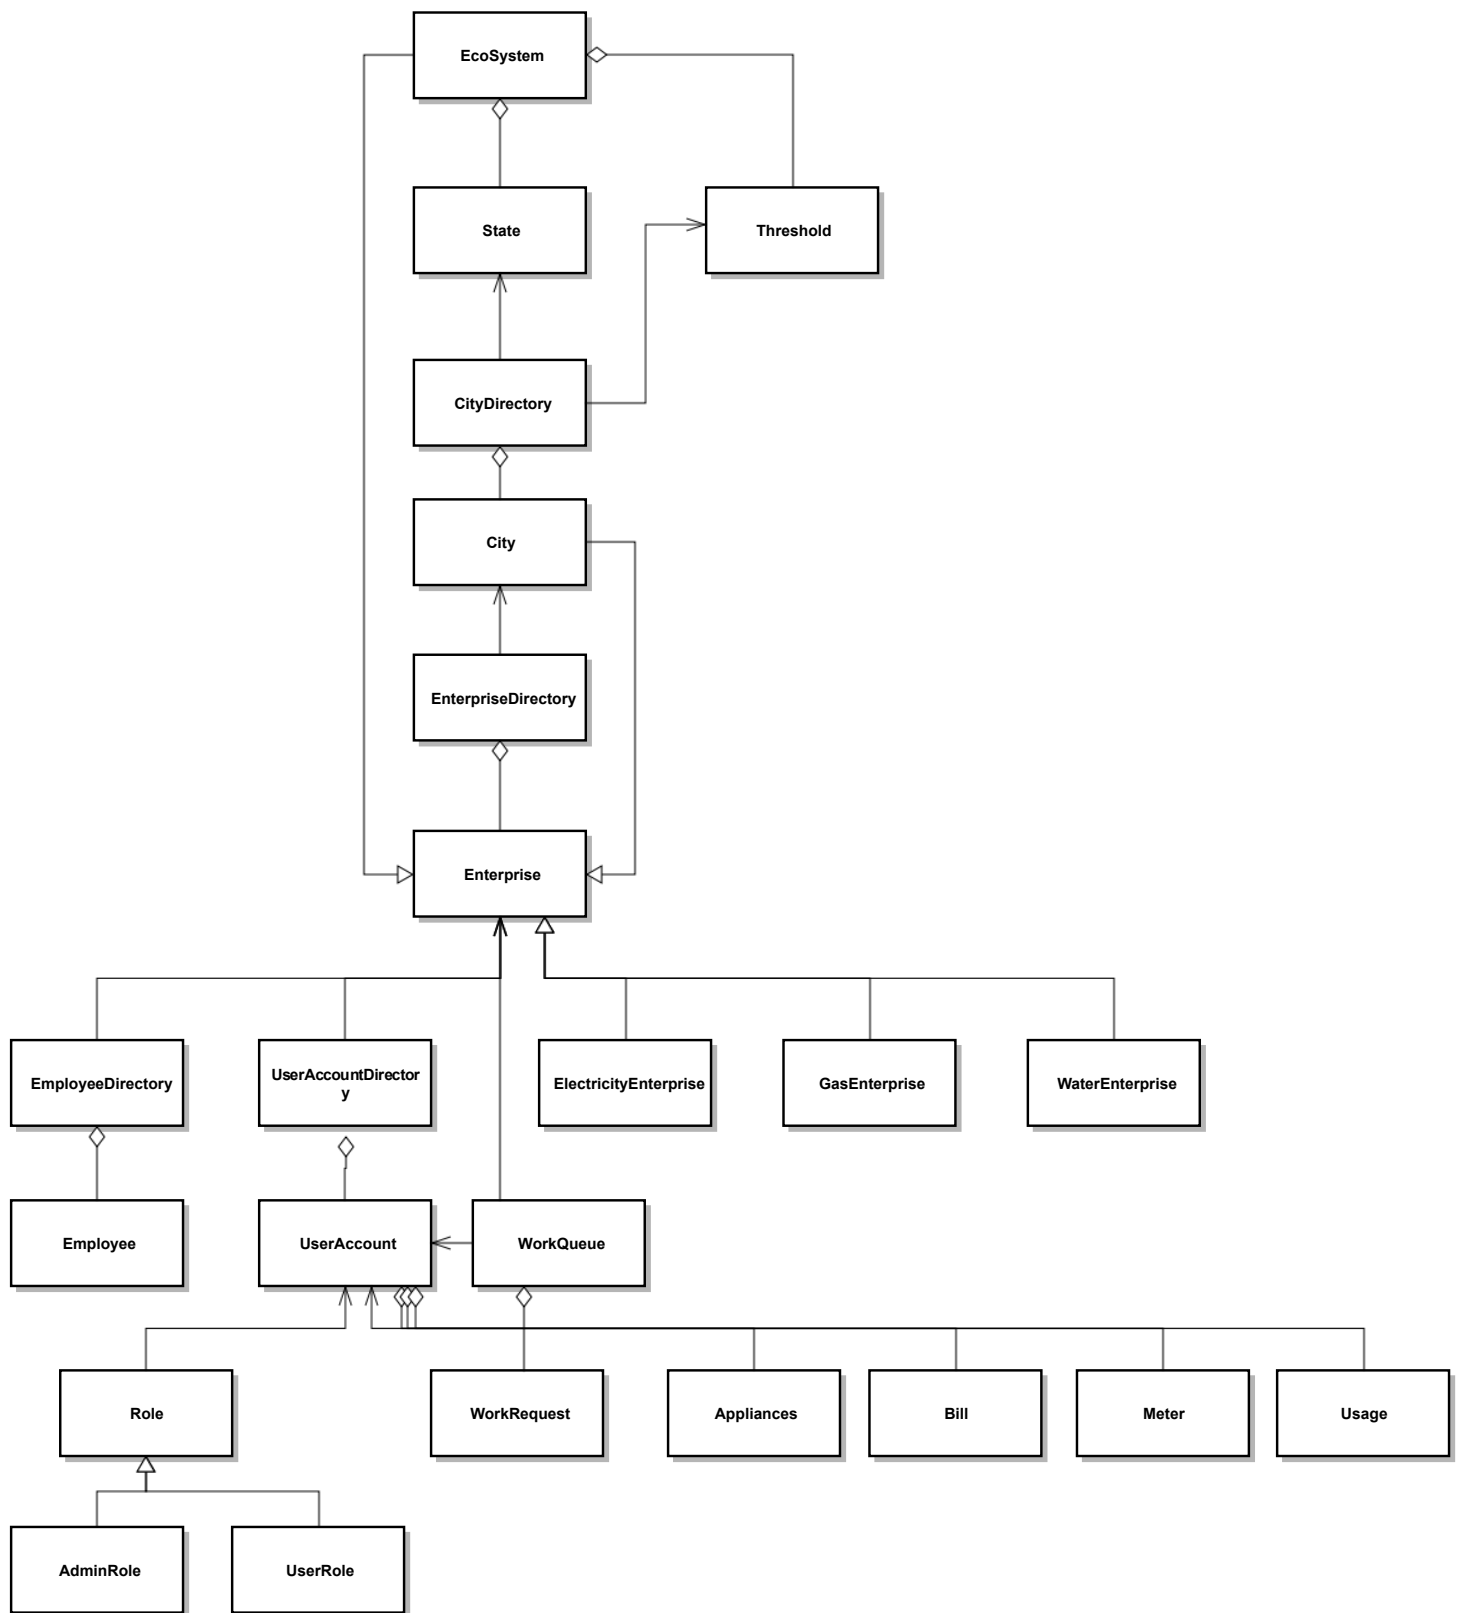 EcoSystem
State
Threshold
CityDirectory
City
EnterpriseDirectory
Enterprise
EmployeeDirectory
UserAccountDirector
y
ElectricityEnterprise
GasEnterprise
WaterEnterprise
Employee
UserAccount
WorkQueue
Role
WorkRequest
Appliances
Bill
Meter
Usage
AdminRole
UserRole